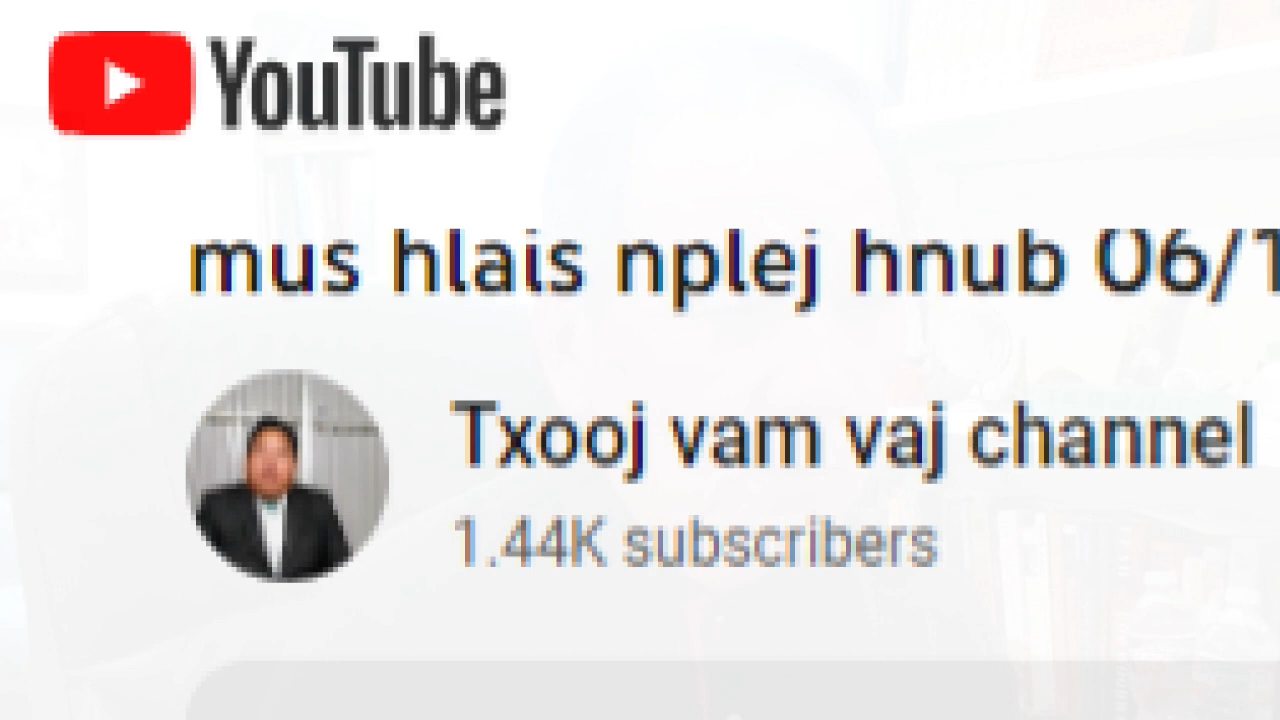 YouTube
mus hlais nplej hnub 06/1
Txooj vam vaj channel
1.44K subscribers